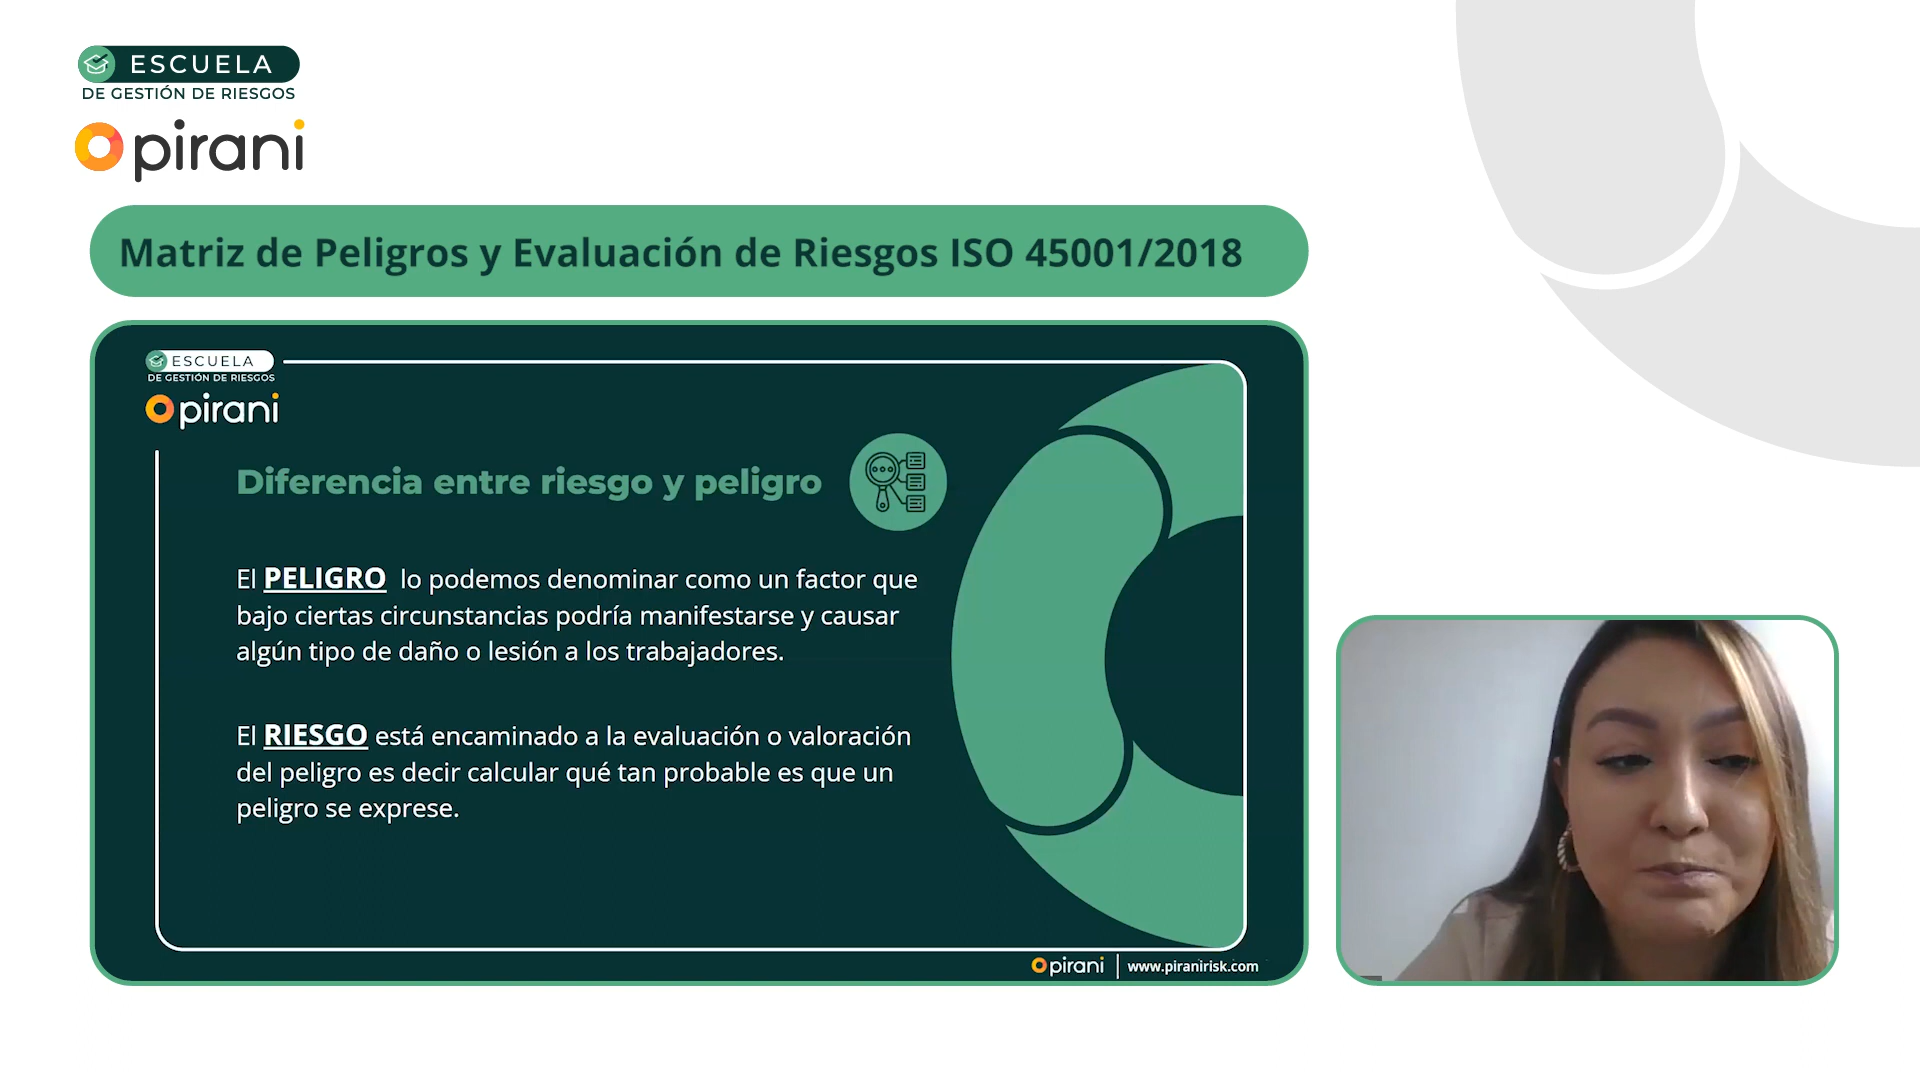 ESCUELA
DE GESTIÓN DE RIESGOS
pirani
Matriz de Peligros y Evaluación de Riesgos ISO 45001/2018
ESCUELA
DE GESTIÓN DE RIESGOS
pirani
Diferencia entre riesgo y peligro
El PELIGRO lo podemos denominar como un factor que
bajo ciertas circunstancias podría manifestarse y causar
algún tipo de daño o lesión a los trabajadores.
El RIESGO está encaminado a la evaluación o valoración
del peligro es decir calcular qué tan probable es que un
peligro se exprese.
pirani | www.piranirisk.com